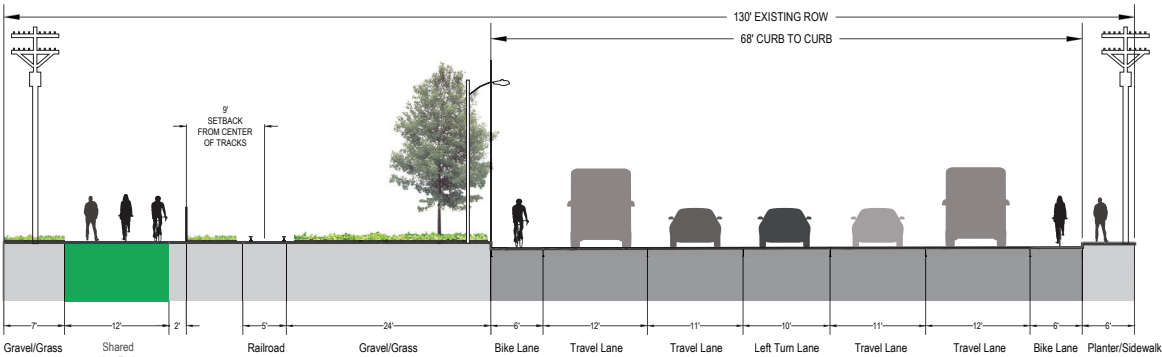 130' EXISTING ROW
68' CURB TO CURB
9'
SETBACK
FROM CENTER
OF TRACKS
7' 12' 2' 5' 24' 6' 12' 11' 10' 11' 12' 6' 6'
Gravel/Grass Shared Railroad Gravel/Grass Bike Lane Travel Lane Travel Lane Left Turn Lane Travel Lane Travel Lane Bike Lane Planter/Sidewalk